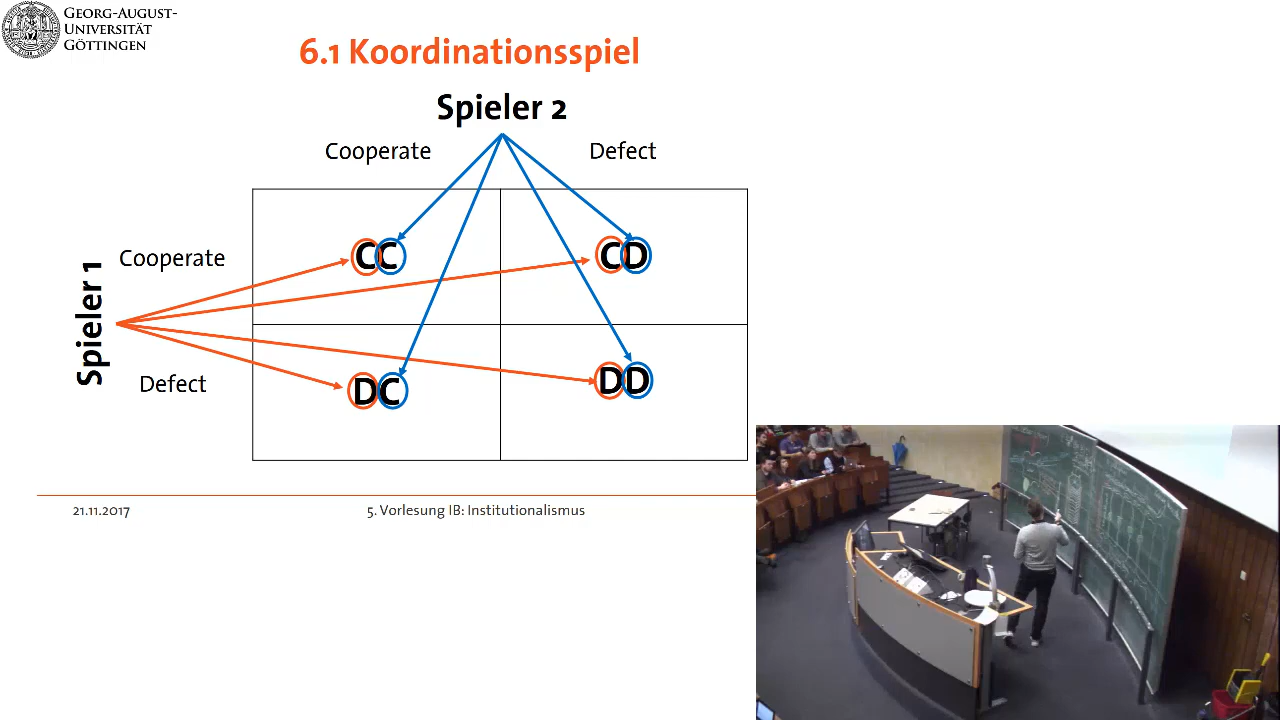 GEORG-AUGUST-
UNIVERSITÄT
GÖTTINGEN
6.1 Koordinationsspiel
Spieler 2
Cooperate Defect
Spieler 1
Cooperate
CC CD
Defect
DC DD
21.11.2017 5. Vorlesung IB: Institutionalismus